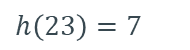 h(23) = 7